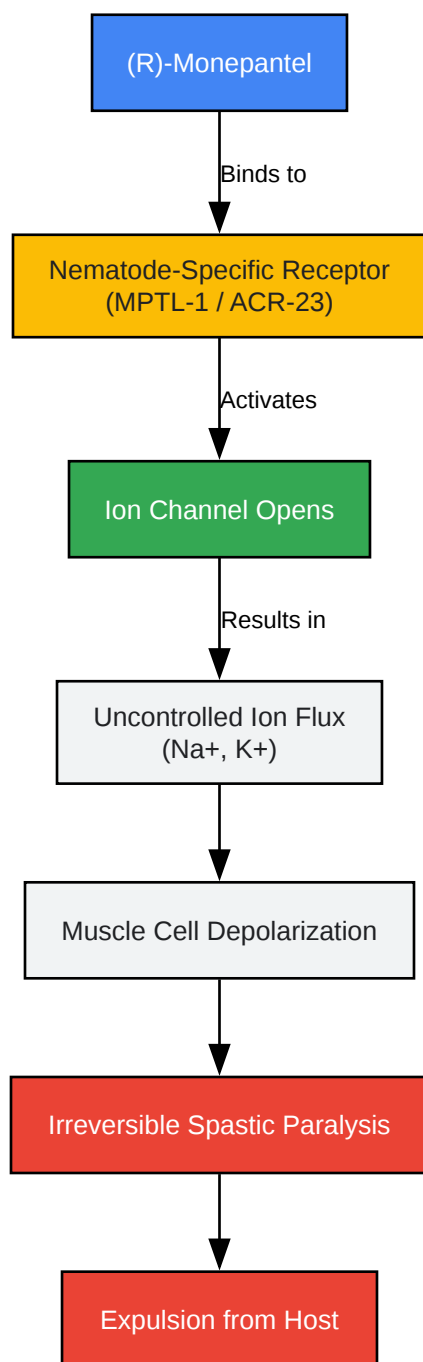 (R)-Monepantel
Binds to
Nematode-Specific Receptor
(MPTL-1 / ACR-23)
Activates
Ion Channel Opens
Results in
Uncontrolled Ion Flux
(Na+, K+)
Muscle Cell Depolarization
Irreversible Spastic Paralysis
Expulsion from Host